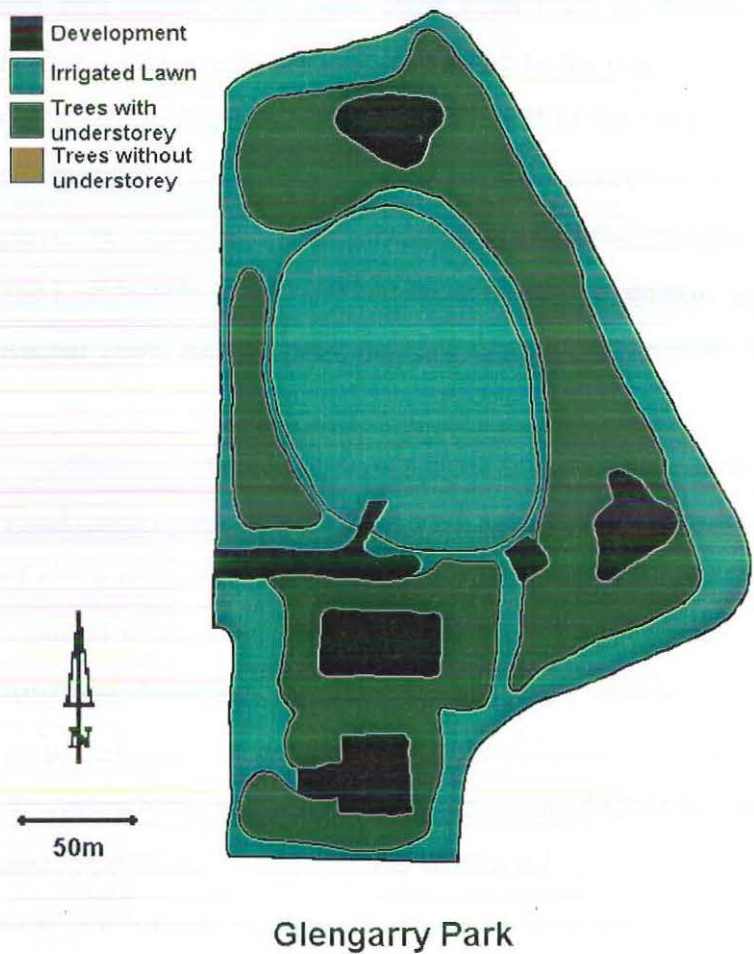 Development
Irrigated Lawn
Trees with
understorey
Trees without
understorey
N
50m
Glengarry Park